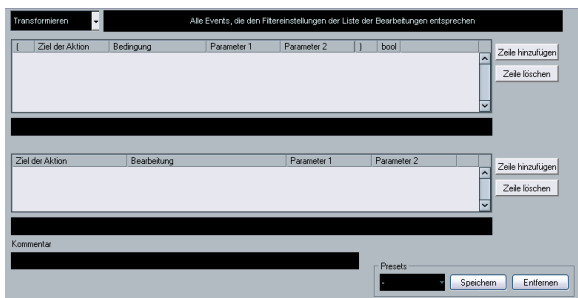 Transformieren Alle Events, die den Filtereinstellungen der Liste der Bearbeitungen entsprechen
( Ziel der Aktion Bedingung Parameter 1 Parameter 2 ) bool
Zeile hinzufügen
Zeile löschen
Ziel der Aktion Bearbeitung Parameter 1 Parameter 2
Zeile hinzufügen
Zeile löschen
Kommentar
Presets
- Speichern Entfernen